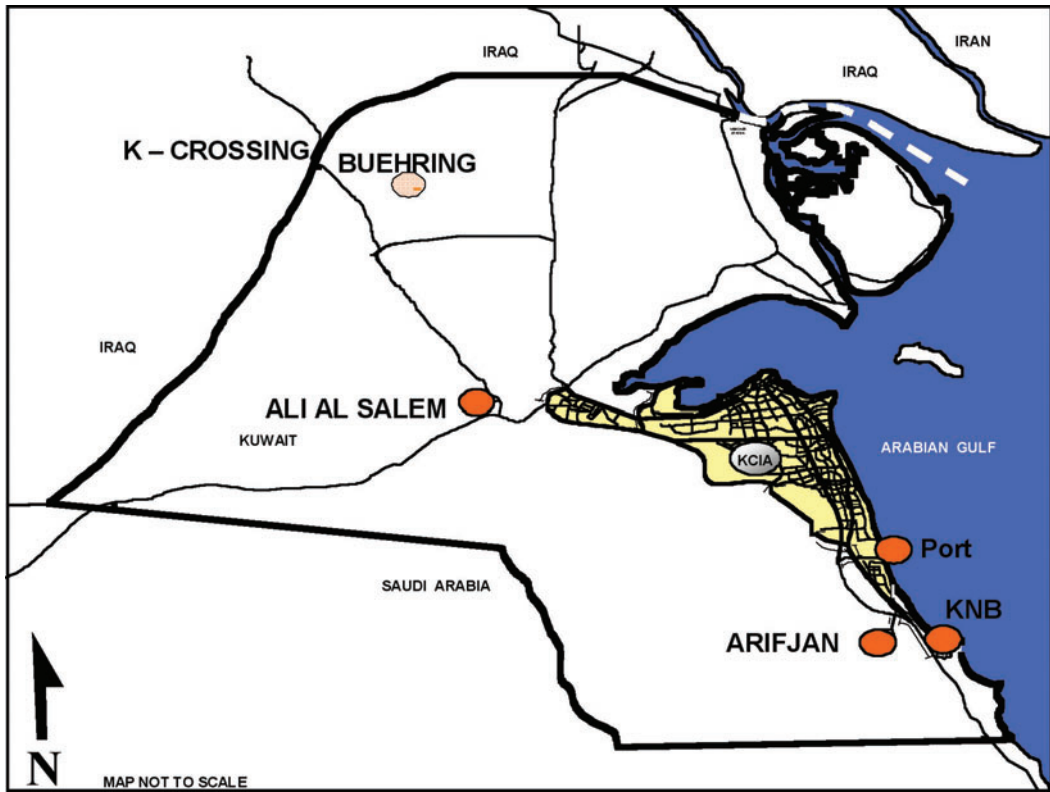 IRAQ
IRAN
IRAQ
K – CROSSING
BUEHRING
IRAQ
ALI AL SALEM
KUWAIT
ARABIAN GULF
KCIA
Port
SAUDI ARABIA
KNB
ARIFJAN
N
MAP NOT TO SCALE